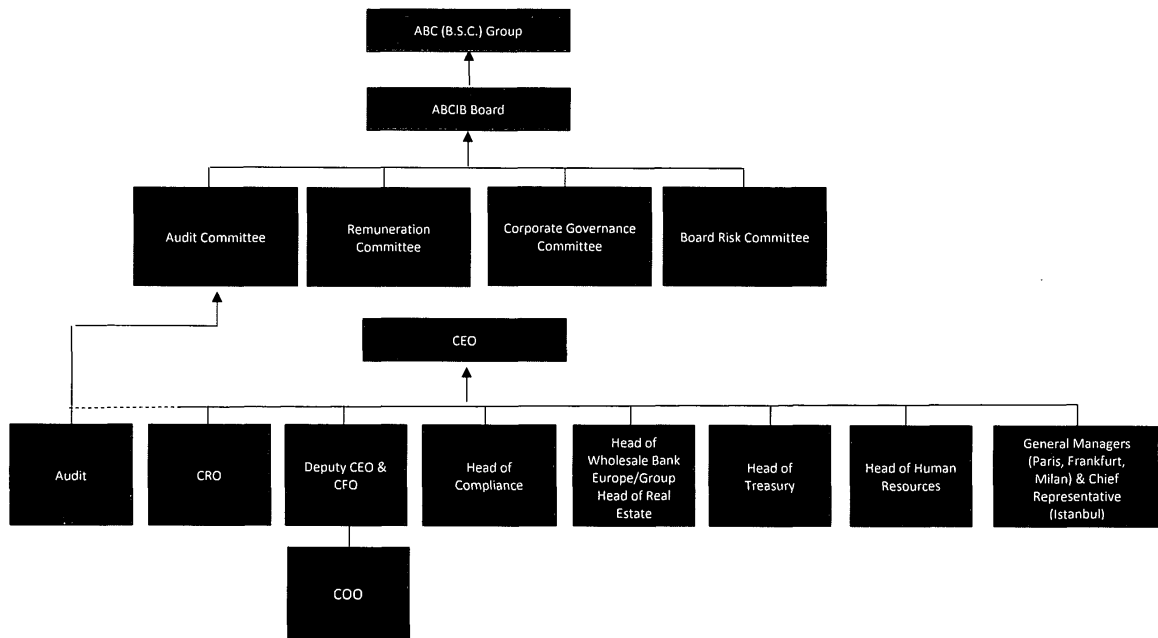 ABC (B.S.C.) Group
ABCIB Board
Audit Committee
Remuneration
Committee
Corporate Governance
Committee
Board Risk Committee
CEO
Audit
CRO
Deputy CEO &
CFO
Head of
Compliance
Head of
Wholesale Bank
Europe/Group
Head of Real
Estate
Head of
Treasury
Head of Human
Resources
General Managers
(Paris, Frankfurt,
Milan) & Chief
Representative
(Istanbul)
COO